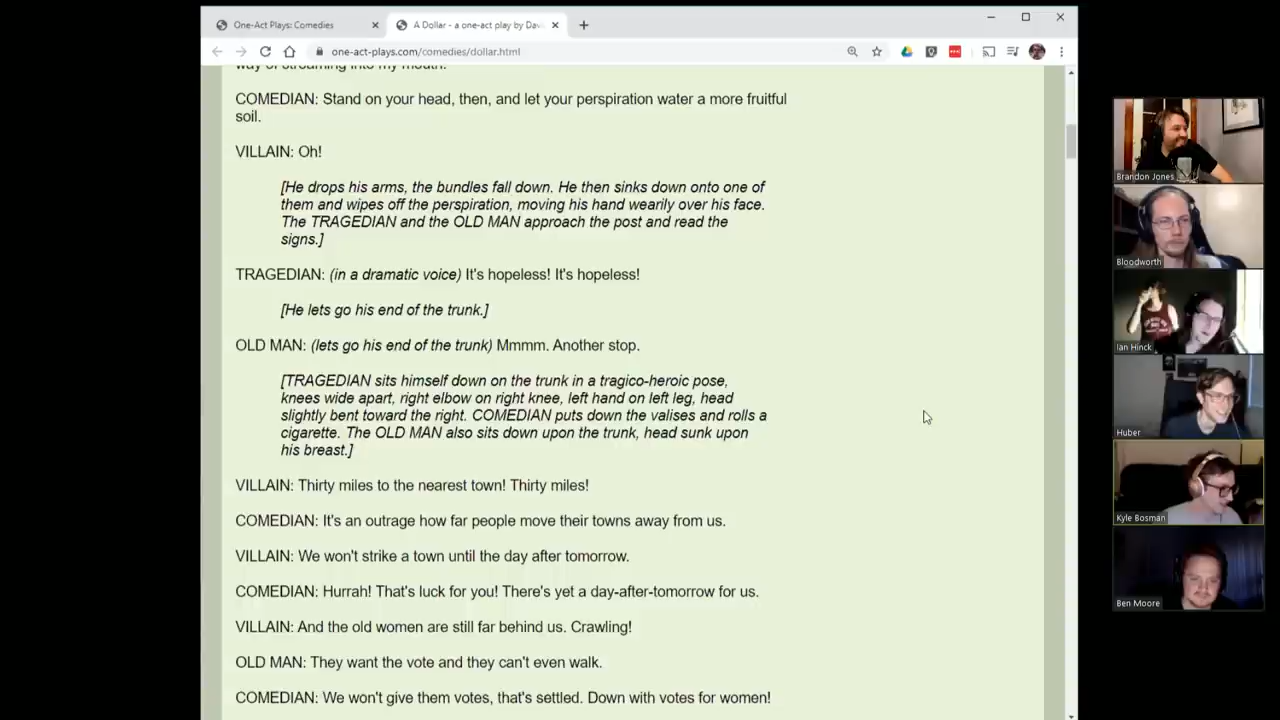 One-Act Plays: Comedies
A Dollar - a one-act play by Dav
one-act-plays.com/comedies/dollar.html
way of streaming into my mouth.
COMEDIAN: Stand on your head, then, and let your perspiration water a more fruitful
soil.
VILLAIN: Oh!
[He drops his arms, the bundles fall down. He then sinks down onto one of
them and wipes off the perspiration, moving his hand wearily over his face.
The TRAGEDIAN and the OLD MAN approach the post and read the
signs.]
TRAGEDIAN: (in a dramatic voice) It's hopeless! It's hopeless!
[He lets go his end of the trunk.]
OLD MAN: (lets go his end of the trunk) Mmmm. Another stop.
[TRAGEDIAN sits himself down on the trunk in a tragico-heroic pose,
knees wide apart, right elbow on right knee, left hand on left leg, head
slightly bent toward the right. COMEDIAN puts down the valises and rolls a
cigarette. The OLD MAN also sits down upon the trunk, head sunk upon
his breast.]
VILLAIN: Thirty miles to the nearest town! Thirty miles!
COMEDIAN: It's an outrage how far people move their towns away from us.
VILLAIN: We won't strike a town until the day after tomorrow.
COMEDIAN: Hurrah! That's luck for you! There's yet a day-after-tomorrow for us.
VILLAIN: And the old women are still far behind us. Crawling!
OLD MAN: They want the vote and they can't even walk.
COMEDIAN: We won't give them votes, that's settled. Down with votes for women!
Brandon Jones
Bloodworth
Ian Hinck
Huber
Kyle Bosman
Ben Moore